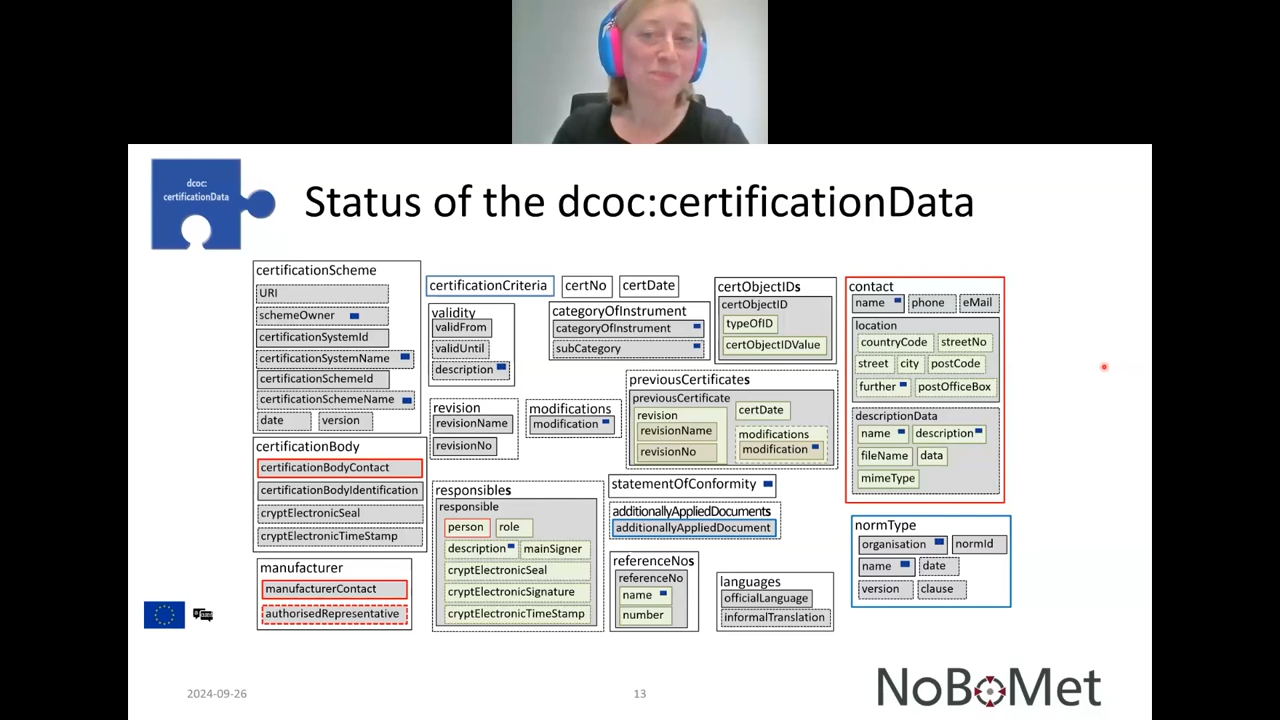 dcoc:
certificationData
Status of the dcoc:certificationData
certificationScheme
URI
schemeOwner
certificationSystemId
certificationSystemName
certificationSchemeId
certificationSchemeName
date version
certificationBody
certificationBodyContact
certificationBodyIdentification
cryptElectronicSeal
cryptElectronicTimeStamp
manufacturer
manufacturerContact
authorisedRepresentative
certificationCriteria
certNo
certDate
validity
validFrom
validUntil
description
categoryOfInstrument
categoryOfInstrument
subCategory
certObjectIDs
certObjectID
typeOfID
certObjectIDValue
revision
revisionName
revisionNo
modifications
modification
previousCertificates
previousCertificate
revision
revisionName
revisionNo
certDate
modifications
modification
responsibles
responsible
person role
description mainSigner
cryptElectronicSeal
cryptElectronicSignature
cryptElectronicTimeStamp
statementOfConformity
additionallyAppliedDocuments
additionallyAppliedDocument
referenceNos
referenceNo
name
number
languages
officialLanguage
informalTranslation
contact
name phone eMail
location
countryCode streetNo
street city postCode
further postOfficeBox
descriptionData
name description
fileName data
mimeType
normType
organisation normId
name date
version clause
2024-09-26
13
NoBoMet